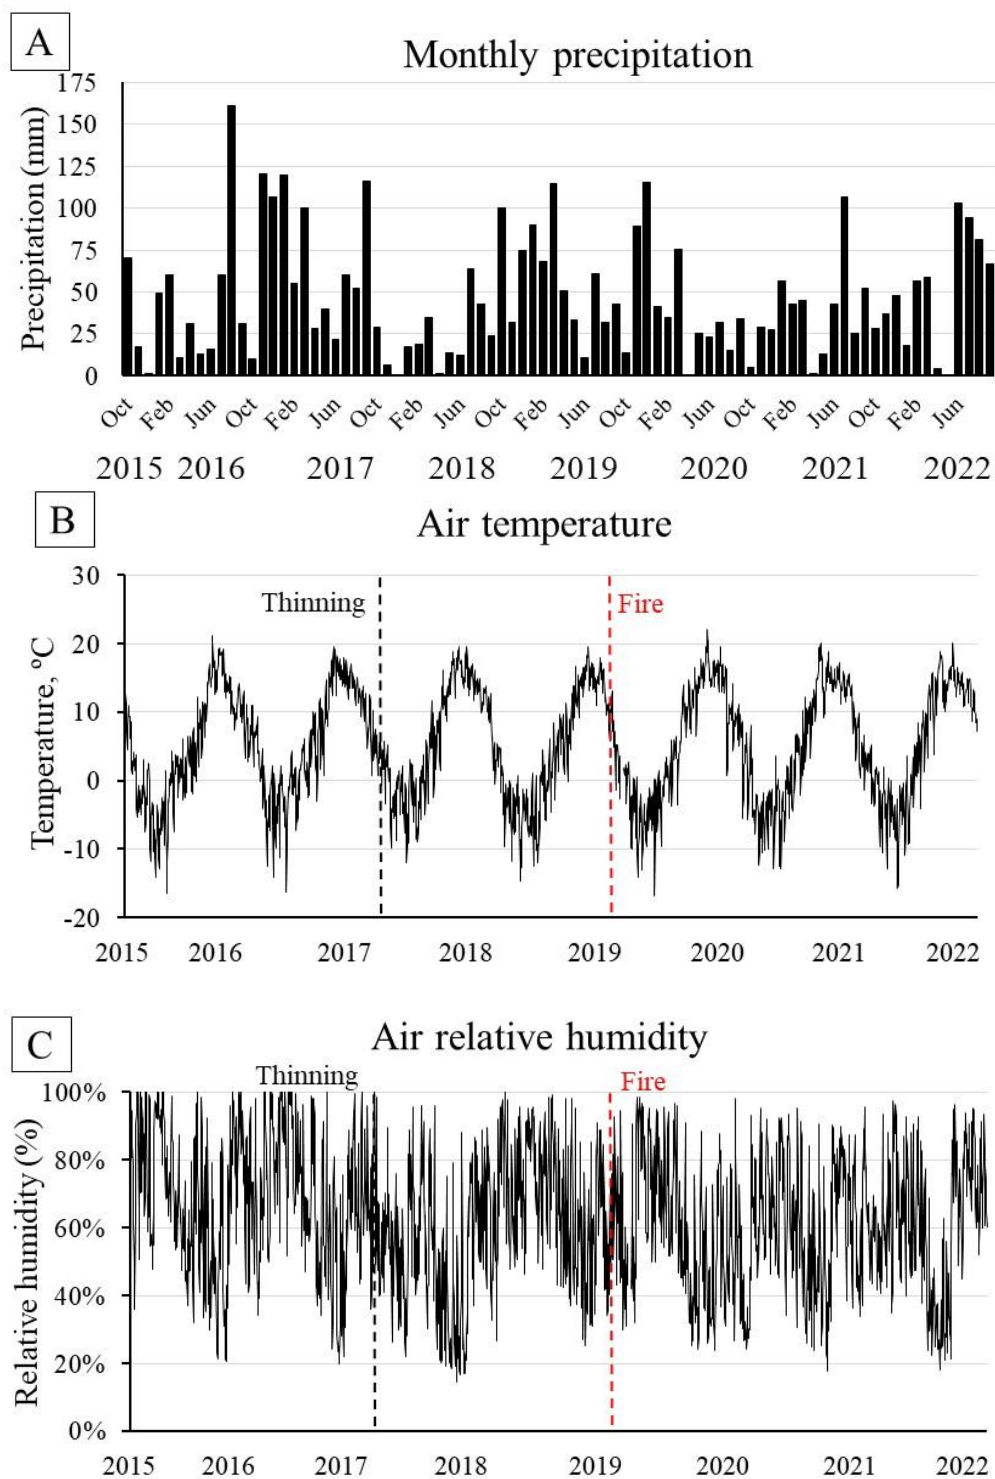 A
Monthly precipitation
Precipitation (mm)
175
150
125
100
75
50
25
0
Oct Feb Jun Oct Feb Jun Oct Feb Jun Oct Feb Jun Oct Feb Jun Oct Feb Jun Oct Feb Jun
2015 2016 2017 2018 2019 2020 2021 2022
B
Air temperature
Temperature, ºC
30
20
10
0
-10
-20
Thinning
Fire
2015 2016 2017 2018 2019 2020 2021 2022
C
Air relative humidity
Relative humidity (%)
Thinning
Fire
100%
80%
60%
40%
20%
0%
2015 2016 2017 2018 2019 2020 2021 2022